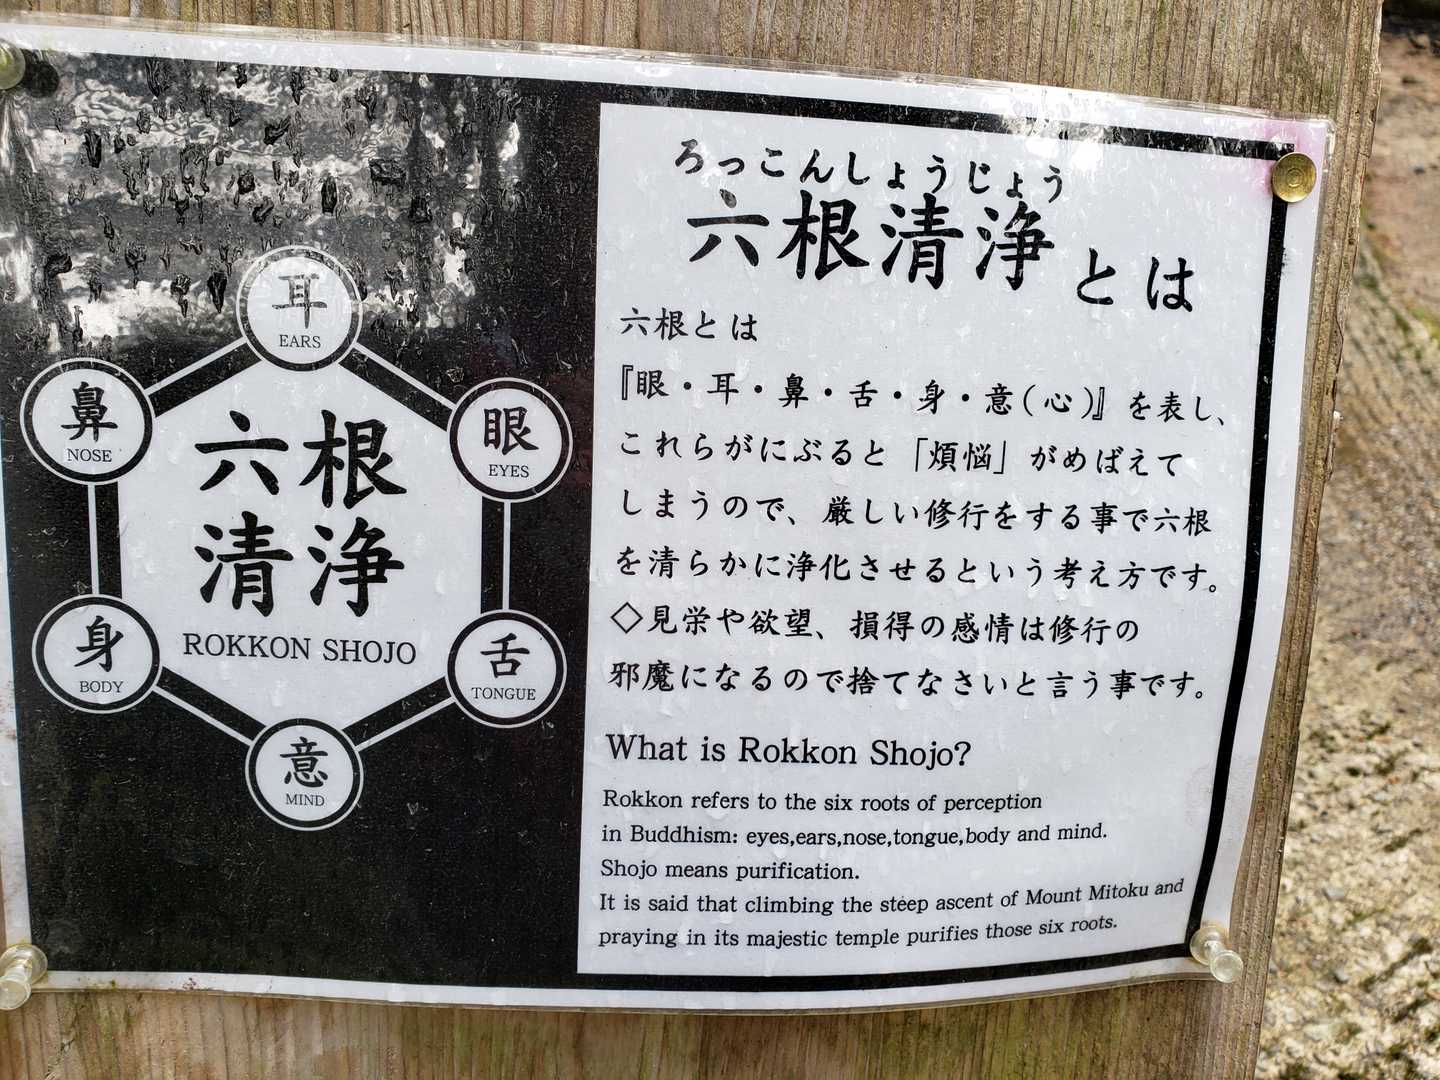 耳
EARS
鼻
NOSE
眼
EYES
六根
清浄
ROKKON SHOJO
身
BODY
舌
TONGUE
意
MIND
ろっこんしょうじょう
六根清浄とは
六根とは
『眼・耳・鼻・舌・身・意(心)』を表し、
これらがにぶると「煩悩」がめばえて
しまうので、厳しい修行をする事で六根
を清らかに浄化させるという考え方です。
◇見栄や欲望、損得の感情は修行の
邪魔になるので捨てなさいと言う事です。
What is Rokkon Shojo?
Rokkon refers to the six roots of perception
in Buddhism: eyes,ears,nose,tongue,body and mind.
Shojo means purification.
It is said that climbing the steep ascent of Mount Mitoku and
praying in its majestic temple purifies those six roots.